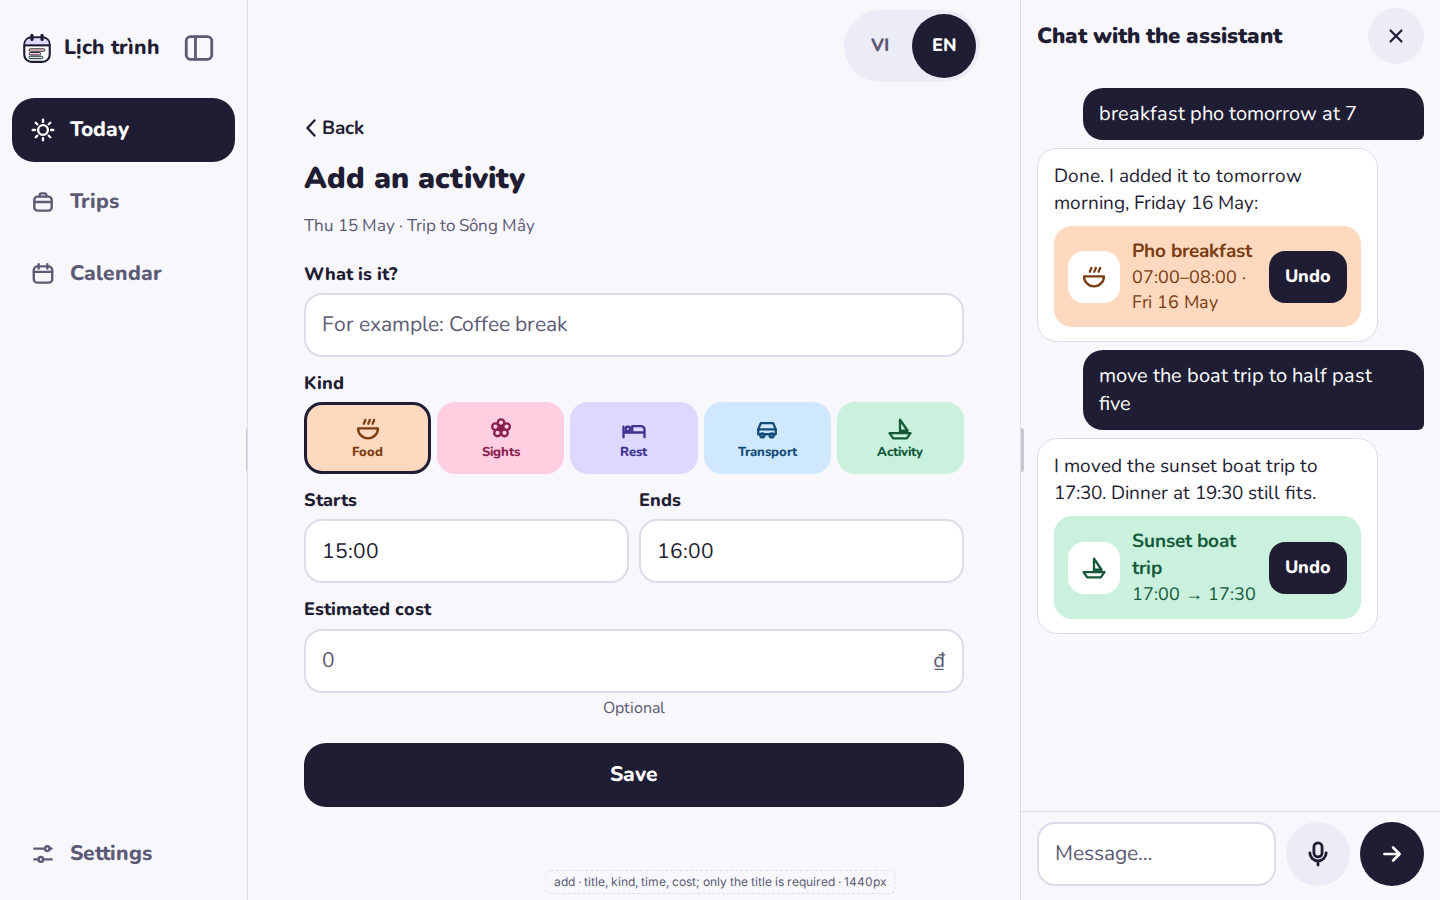 Lịch trình
Today
Trips
Calendar
Settings
VI
EN
Back
Add an activity
Thu 15 May · Trip to Sông Mây
What is it?
For example: Coffee break
Kind
Food
Sights
Rest
Transport
Activity
Starts
Ends
15:00
16:00
Estimated cost
0
₫
Optional
Save
add · title, kind, time, cost; only the title is required · 1440px
Chat with the assistant
breakfast pho tomorrow at 7
Done. I added it to tomorrow
morning, Friday 16 May:
Pho breakfast
07:00–08:00 ·
Fri 16 May
Undo
move the boat trip to half past
five
I moved the sunset boat trip to
17:30. Dinner at 19:30 still fits.
Sunset boat
trip
17:00 → 17:30
Undo
Message...